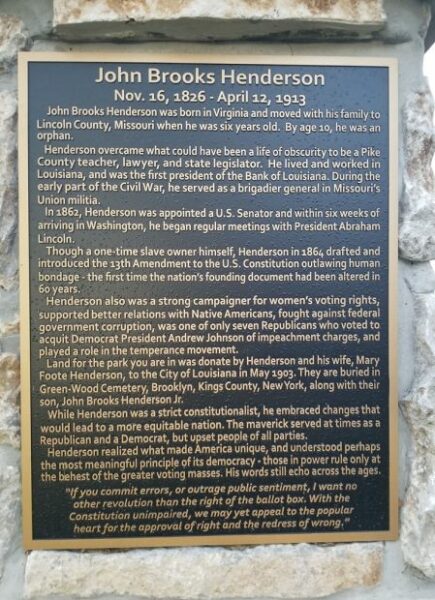 John Brooks Henderson
Nov. 16, 1826 - April 12, 1913
John Brooks Henderson was born in Virginia and moved with his family to
Lincoln County, Missouri when he was six years old. By age 10, he was an
orphan.
Henderson overcame what could have been a life of obscurity to be a Pike
County teacher, lawyer, and state legislator. He lived and worked in
Louisiana, and was the first president of the Bank of Louisiana. During the
early part of the Civil War, he served as a brigadier general in Missouri's
Union militia.
In 1862, Henderson was appointed a U.S. Senator and within six weeks of
arriving in Washington, he began regular meetings with President Abraham
Lincoln.
Though a one-time slave owner himself, Henderson in 1864 drafted and
introduced the 13th Amendment to the U.S. Constitution outlawing human
bondage - the first time the nation's founding document had been altered in
60 years.
Henderson also was a strong campaigner for women's voting rights,
supported better relations with Native Americans, fought against federal
government corruption, was one of only seven Republicans who voted to
acquit Democrat President Andrew Johnson of impeachment charges, and
played a role in the temperance movement.
Land for the park you are in was donate by Henderson and his wife, Mary
Foote Henderson, to the City of Louisiana in May 1903. They are buried in
Green-Wood Cemetery, Brooklyn, Kings County, New York, along with their
son, John Brooks Henderson Jr.
While Henderson was a strict constitutionalist, he embraced changes that
would lead to a more equitable nation. The maverick served at times as a
Republican and a Democrat, but upset people of all parties.
Henderson realized what made America unique, and understood perhaps
the most meaningful principle of its democracy - those in power rule only at
the behest of the greater voting masses. His words still echo across the ages.
"If you commit errors, or outrage public sentiment, I want no
other revolution than the right of the ballot box. With the
Constitution unimpaired, we may yet appeal to the popular
heart for the approval of right and the redress of wrong."